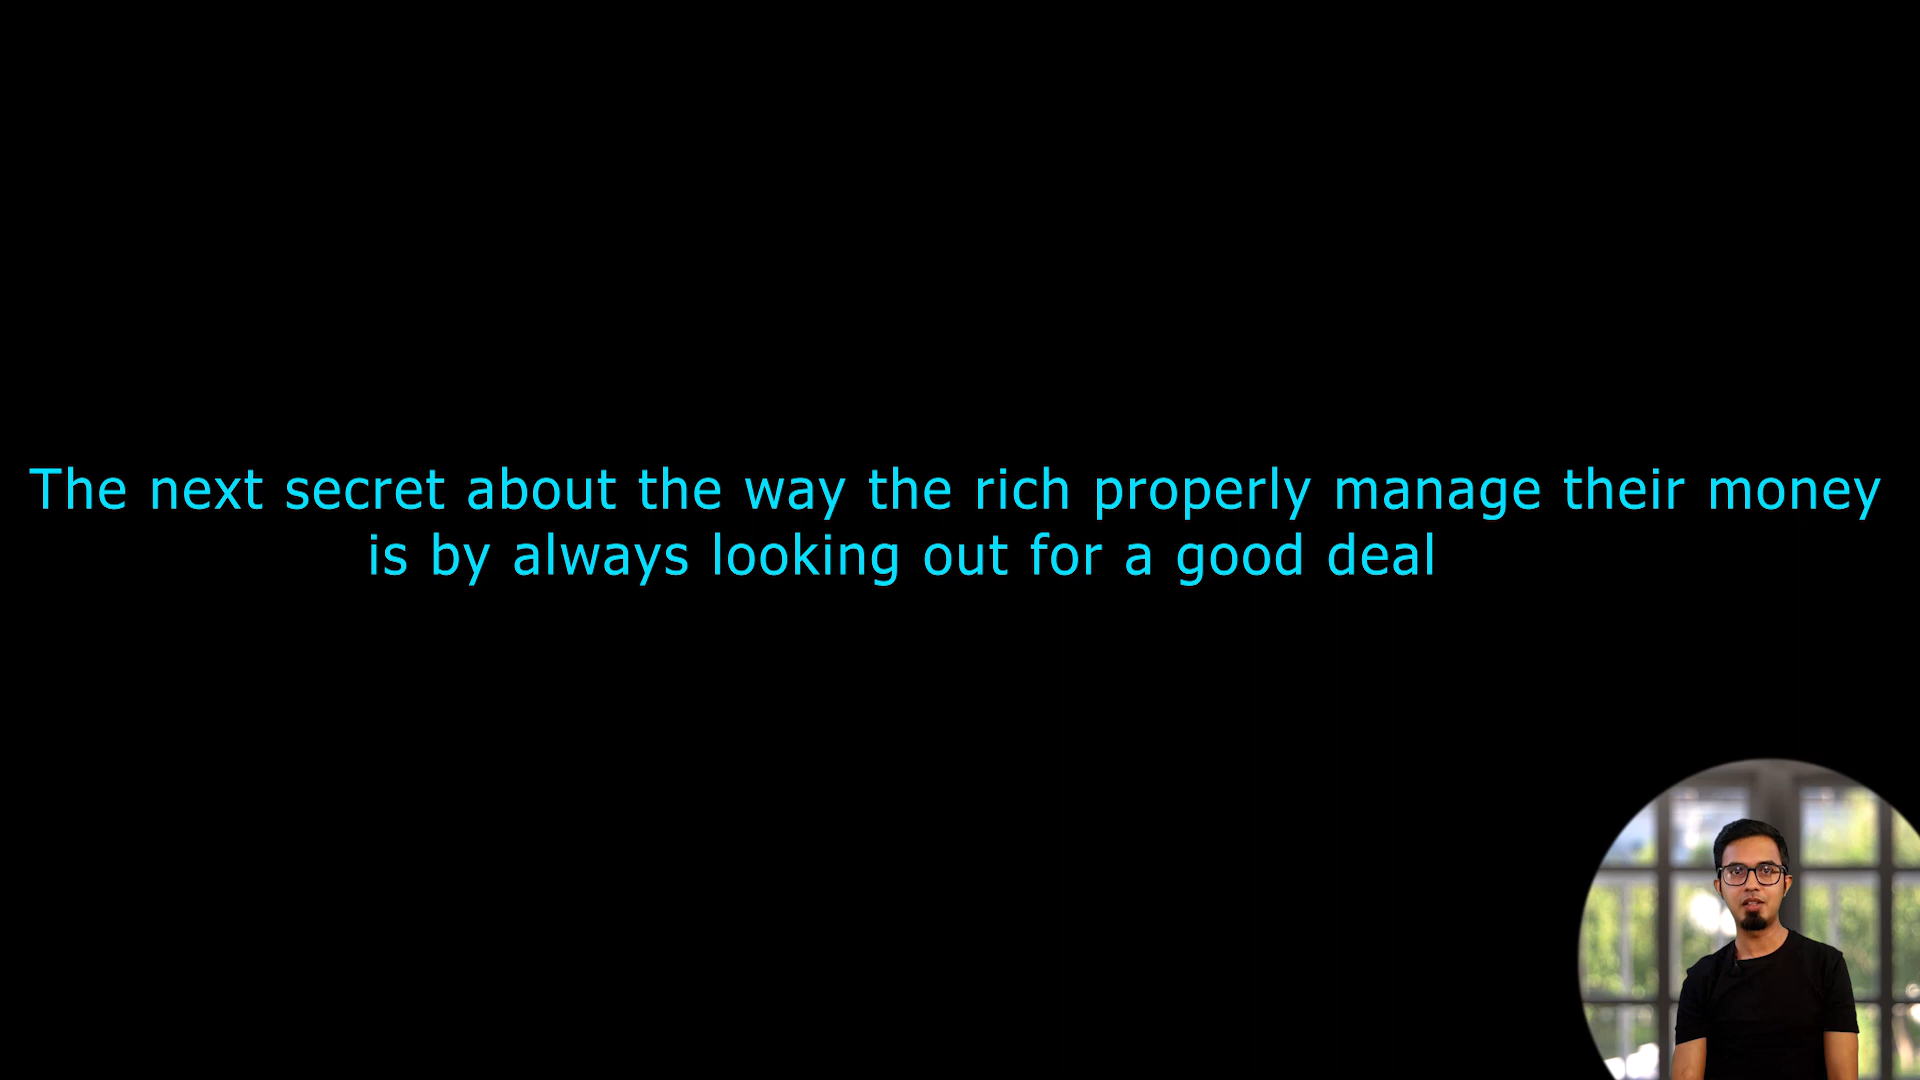 The next secret about the way the rich properly manage their money
is by always looking out for a good deal